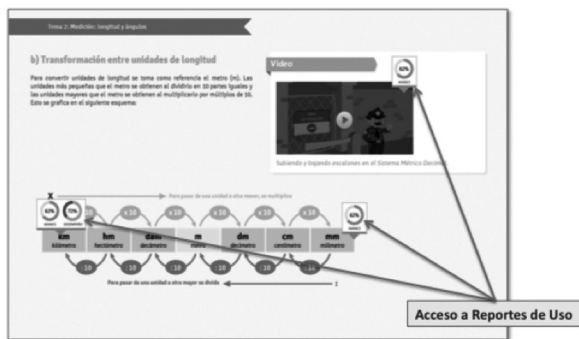 Tema 2: Medición: longitud y ángulos
b) Transformación entre unidades de longitud
Para convertir unidades de longitud se toma como referencia el metro (m). Las
unidades más pequeñas que el metro se obtienen al dividirlo en 10 partes iguales y
las unidades mayores que el metro se obtienen al multiplicarlo por múltiplos de 10.
Esto se grafica en el siguiente esquema:
Video
62%
Subiendo y bajando escalones en el Sistema Métrico Decimal
X
Para pasar de una unidad a otra menor, se multiplica
62% 72%
x 10 x 10 x 10 x 10 x 10
62%
km hm dam m dm cm mm
kilómetro hectómetro decámetro metro decímetro centímetro milímetro
:10 :10 :10 :10 :10 :10
Para pasar de una unidad a otra mayor se divide
:
Acceso a Reportes de Uso